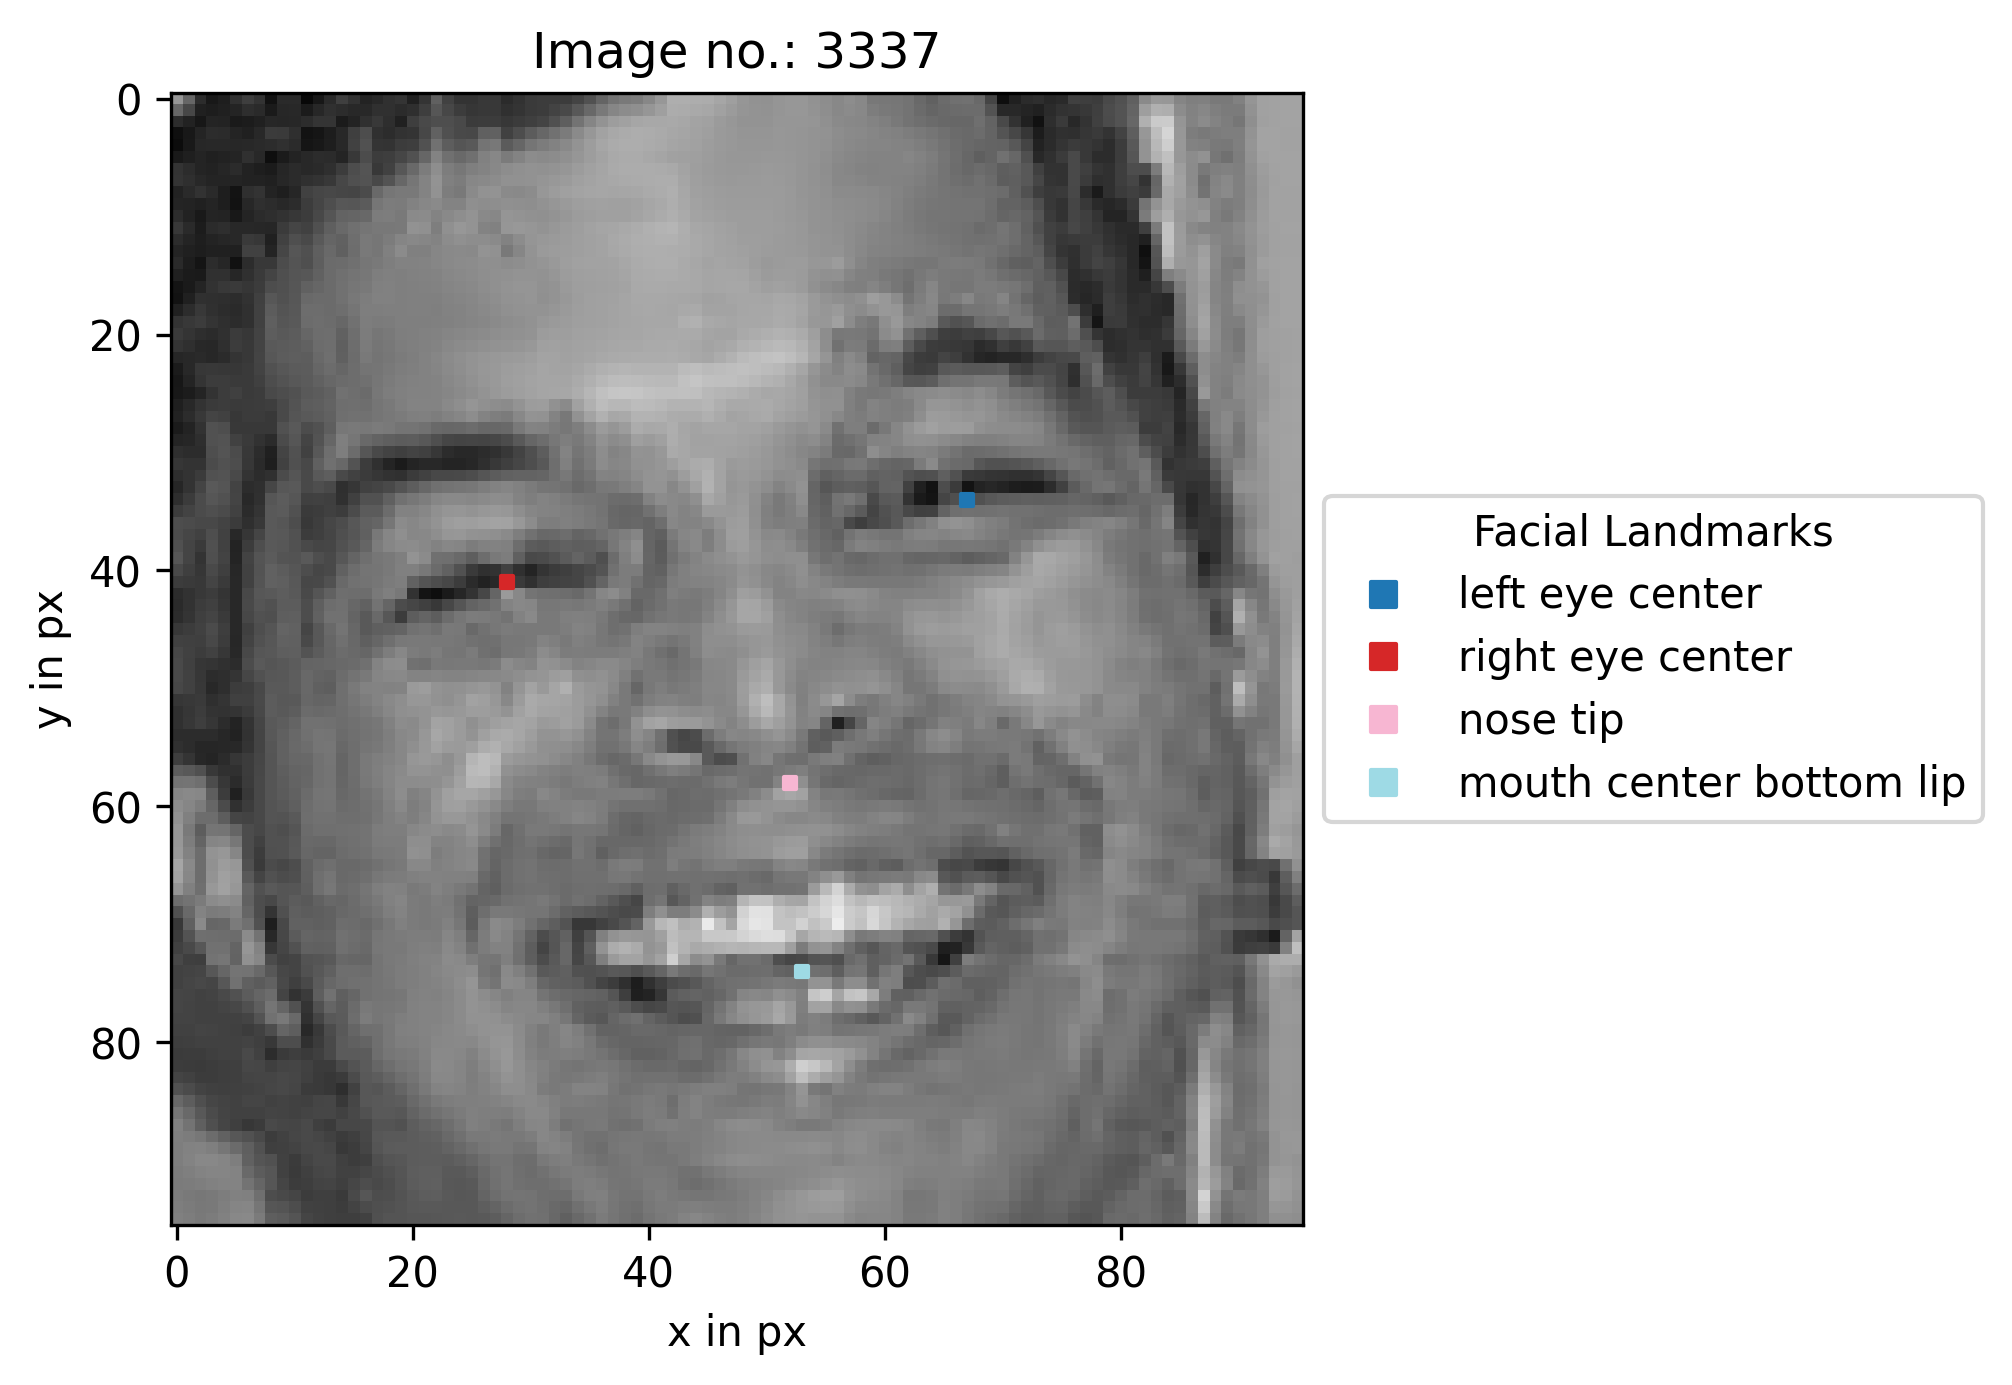 Image no.: 3337
0
20
40
60
80
y in px
0 20 40 60 80
x in px
Facial Landmarks
left eye center
right eye center
nose tip
mouth center bottom lip